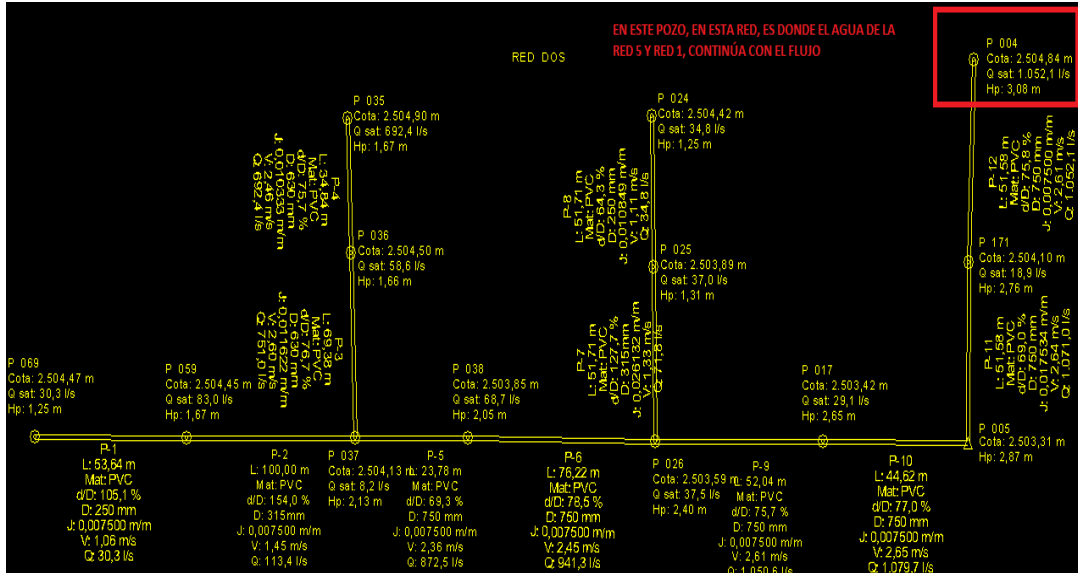 EN ESTE POZO, EN ESTA RED, ES DONDE EL AGUA DE LA
RED 5 Y RED 1, CONTINÚA CON EL FLUJO
RED DOS
P 004
Cota: 2.504,84 m
Q sat: 1.052,1 l/s
Hp: 3,08 m
P 035
Cota: 2.504,90 m
Q sat: 692,4 l/s
Hp: 1,67 m
P 024
Cota: 2.504,42 m
Q sat: 34,8 l/s
Hp: 1,25 m
P-4
L: 34,84 m
Mat: PVC
d/D: 75,7 %
D: 630 mm
J: 0,010333 m/m
V: 2,46 m/s
Q: 692,4 l/s
P-8
L: 51,71 m
Mat: PVC
d/D: 64,3 %
D: 250 mm
J: 0,010849 m/m
V: 1,11 m/s
Q: 34,8 l/s
P-12
L: 51,58 m
Mat: PVC
d/D: 75,8 %
D: 750 mm
J: 0,007500 m/m
V: 2,61 m/s
Q: 1.052,1 l/s
P 036
Cota: 2.504,50 m
Q sat: 58,6 l/s
Hp: 1,66 m
P 025
Cota: 2.503,89 m
Q sat: 37,0 l/s
Hp: 1,31 m
P 171
Cota: 2.504,10 m
Q sat: 18,9 l/s
Hp: 2,76 m
P-3
L: 69,38 m
Mat: PVC
d/D: 76,7 %
D: 630 mm
J: 0,011622 m/m
V: 2,60 m/s
Q: 751,0 l/s
P-7
L: 51,71 m
Mat: PVC
d/D: 127,7 %
D: 315mm
J: 0,026132 m/m
V: 1,33 m/s
Q: 71,8 l/s
P-11
L: 51,58 m
Mat: PVC
d/D: 69,0 %
D: 750 mm
J: 0,017534 m/m
V: 2,64 m/s
Q: 1.071,0 l/s
P 069
Cota: 2.504,47 m
Q sat: 30,3 l/s
Hp: 1,25 m
P 059
Cota: 2.504,45 m
Q sat: 83,0 l/s
Hp: 1,67 m
P 038
Cota: 2.503,85 m
Q sat: 68,7 l/s
Hp: 2,05 m
P 017
Cota: 2.503,42 m
Q sat: 29,1 l/s
Hp: 2,65 m
P 005
Cota: 2.503,31 m
Hp: 2,87 m
P-1
L: 53,64 m
Mat: PVC
d/D: 105,1 %
D: 250 mm
J: 0,007500 m/m
V: 1,06 m/s
Q: 30,3 l/s
P-2
L: 100,00 m
Mat: PVC
d/D: 154,0 %
D: 315mm
J: 0,007500 m/m
V: 1,45 m/s
Q: 113,4 l/s
P 037
Cota: 2.504,13 m
Q sat: 8,2 l/s
Hp: 2,13 m
P-5
L: 23,78 m
Mat: PVC
d/D: 69,3 %
D: 750 mm
J: 0,007500 m/m
V: 2,36 m/s
Q: 872,5 l/s
P-6
L: 76,22 m
Mat: PVC
d/D: 78,5 %
D: 750 mm
J: 0,007500 m/m
V: 2,45 m/s
Q: 941,3 l/s
P 026
Cota: 2.503,59 m
Q sat: 37,5 l/s
Hp: 2,40 m
P-9
L: 52,04 m
Mat: PVC
d/D: 75,7 %
D: 750 mm
J: 0,007500 m/m
V: 2,61 m/s
Q: 1.050,6 l/s
P-10
L: 44,62 m
Mat: PVC
d/D: 77,0 %
D: 750 mm
J: 0,007500 m/m
V: 2,65 m/s
Q: 1.079,7 l/s